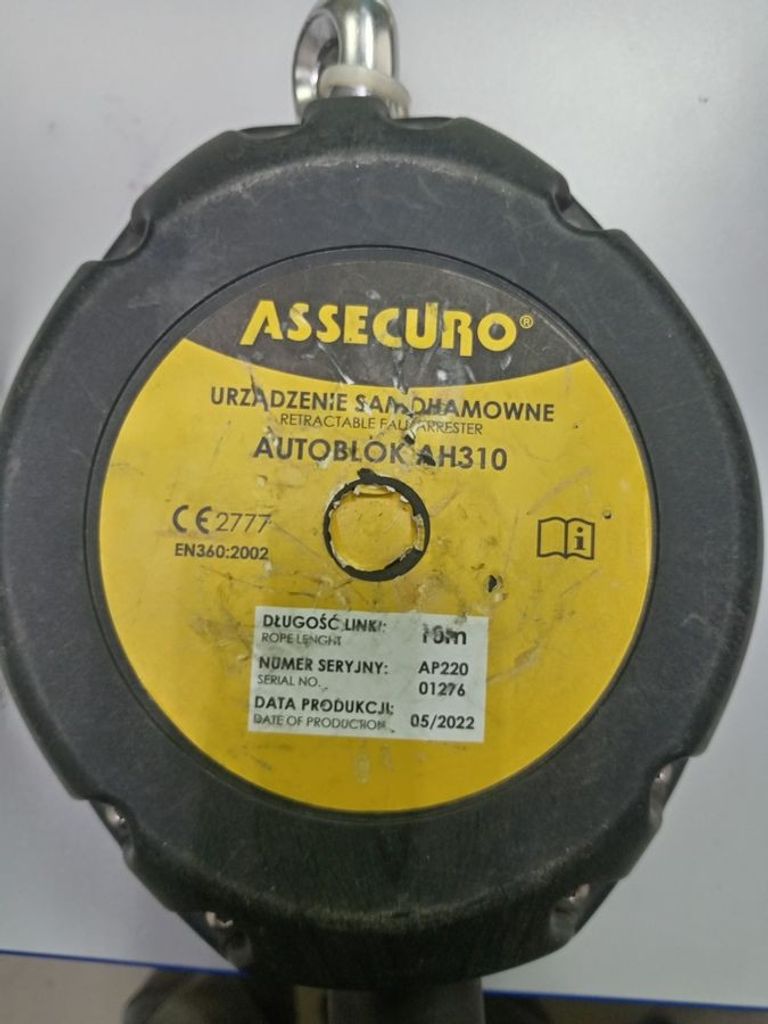 ASSECURO®
URZĄDZENIE SAMOHAMOWNE
RETRACTABLE FALL ARRESTER
AUTOBLOK AH310
CE 2777
EN360:2002
i
DŁUGOŚĆ LINKI: 10m
ROPE LENGHT
NUMER SERYJNY: AP220
SERIAL NO. 01276
DATA PRODUKCJI: 05/2022
DATE OF PRODUCTION